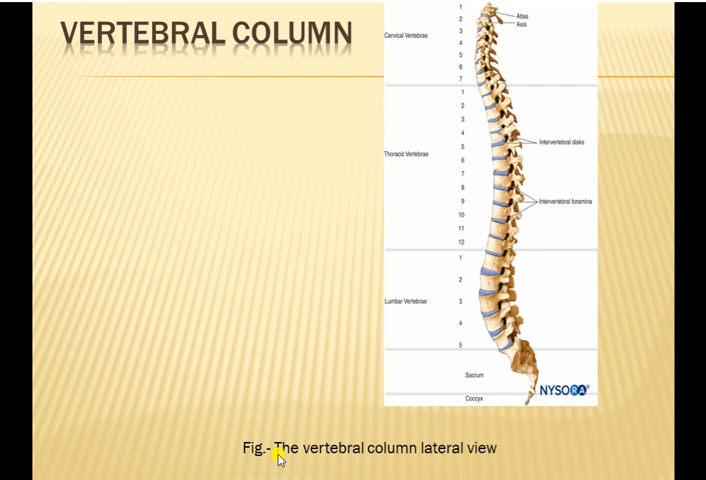 VERTEBRAL COLUMN
1
Atlas
2
Axis
Cervical Vertebrae
3
4
5
6
7
1
2
3
4
Intervertebral disks
5
Thoracic Vertebrae
6
7
8
9
Intervertebral foramina
10
11
12
1
2
Lumbar Vertebrae
3
4
5
Sacrum
NYSORA®
Coccyx
Fig.- The vertebral column lateral view